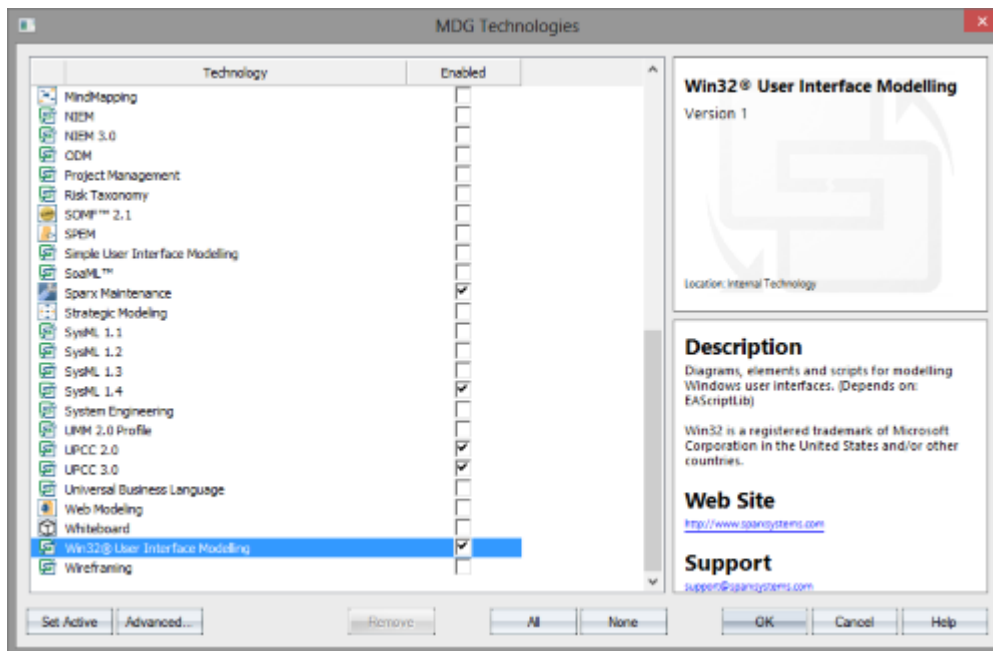 MDG Technologies
Technology Enabled
MindMapping
NIEM
NIEM 3.0
ODM
Project Management
Risk Taxonomy
SOMF™ 2.1
SPEM
Simple User Interface Modelling
SoaML™
Sparx Maintenance
Strategic Modeling
SysML 1.1
SysML 1.2
SysML 1.3
SysML 1.4
System Engineering
UMM 2.0 Profile
UPCC 2.0
UPCC 3.0
Universal Business Language
Web Modeling
Whiteboard
Win32® User Interface Modelling
Wireframing
Win32® User Interface Modelling
Version 1
Location: Internal Technology
Description
Diagrams, elements and scripts for modelling
Windows user interfaces. (Depends on:
EAScriptLib)
Win32 is a registered trademark of Microsoft
Corporation in the United States and/or other
countries.
Web Site
http://www.sparxsystems.com
Support
support@sparxsystems.com
Set Active Advanced... Remove All None OK Cancel Help